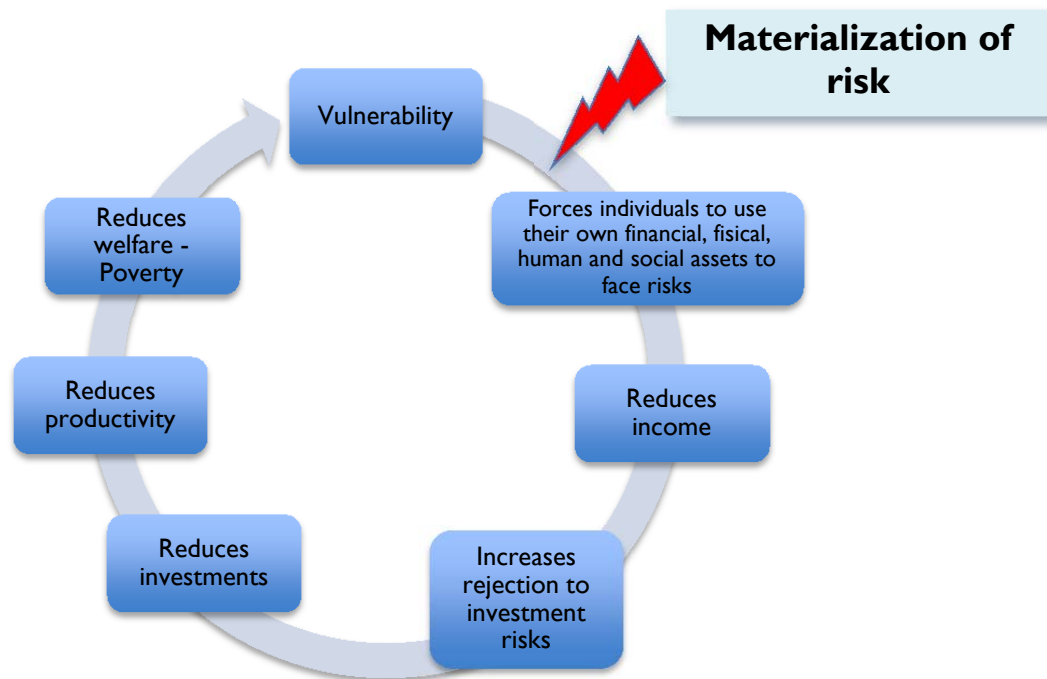 Materialization of
risk
Vulnerability
Forces individuals to use
their own financial, fisical,
human and social assets to
face risks
Reduces
income
Increases
rejection to
investment
risks
Reduces
investments
Reduces
productivity
Reduces
welfare -
Poverty